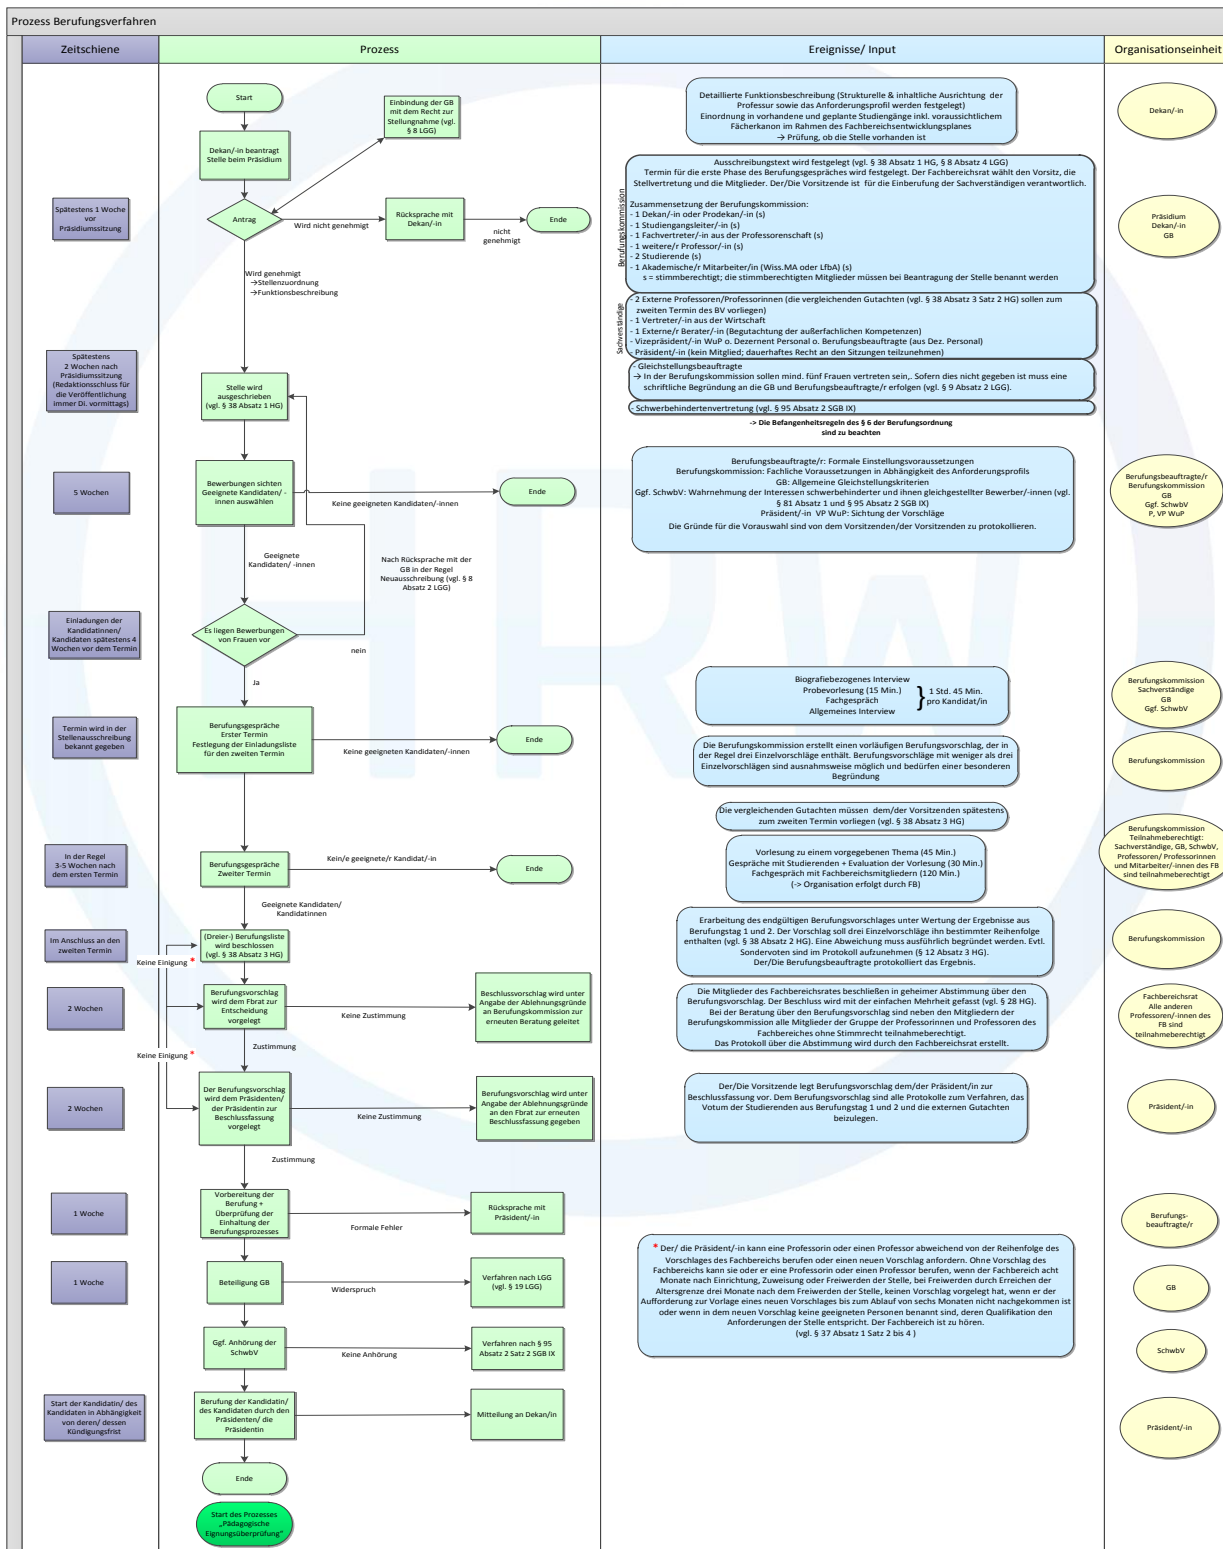 Prozess Berufungsverfahren
Zeitschiene
Prozess
Ereignisse/ Input
Organisationseinheit
Start
Einbindung der GB
mit dem Recht zur
Stellungnahme (vgl.
§ 8 LGG)
Detaillierte Funktionsbeschreibung (Strukturelle & inhaltliche Ausrichtung der
Professur sowie das Anforderungsprofil werden festgelegt)
Einordnung in vorhandene und geplante Studiengänge inkl. voraussichtlichem
Fächerkanon im Rahmen des Fachbereichsentwicklungsplanes
→ Prüfung, ob die Stelle vorhanden ist
Dekan/-in
Dekan/-in beantragt
Stelle beim Präsidium
Spätestens 1 Woche
vor
Präsidiumssitzung
Antrag
Wird nicht genehmigt
Rücksprache mit
Dekan/-in
nicht
genehmigt
Ende
Berufungskommission
Ausschreibungstext wird festgelegt (vgl. § 38 Absatz 1 HG, § 8 Absatz 4 LGG)
Termin für die erste Phase des Berufungsgespräches wird festgelegt. Der Fachbereichsrat wählt den Vorsitz, die
Stellvertretung und die Mitglieder. Der/Die Vorsitzende ist für die Einberufung der Sachverständigen verantwortlich.
Zusammensetzung der Berufungskommission:
- 1 Dekan/-in oder Prodekan/-in (s)
- 1 Studiengangsleiter/-in (s)
- 1 Fachvertreter/-in aus der Professorenschaft (s)
- 1 weitere/r Professor/-in (s)
- 2 Studierende (s)
- 1 Akademische/r Mitarbeiter/in (Wiss.MA oder LfbA) (s)
s = stimmberechtigt; die stimmberechtigten Mitglieder müssen bei Beantragung der Stelle benannt werden
Präsidium
Dekan/-in
GB
Wird genehmigt
→Stellenzuordnung
→Funktionsbeschreibung
Sachverständige
- 2 Externe Professoren/Professorinnen (die vergleichenden Gutachten (vgl. § 38 Absatz 3 Satz 2 HG) sollen zum
zweiten Termin des BV vorliegen)
- 1 Vertreter/-in aus der Wirtschaft
- 1 Externe/r Berater/-in (Begutachtung der außerfachlichen Kompetenzen)
- Vizepräsident/-in WuP o. Dezernent Personal o. Berufungsbeauftragte (aus Dez. Personal)
- Präsident/-in (kein Mitglied; dauerhaftes Recht an den Sitzungen teilzunehmen)
- Gleichstellungsbeauftragte
→ In der Berufungskommission sollen mind. fünf Frauen vertreten sein,. Sofern dies nicht gegeben ist muss eine
schriftliche Begründung an die GB und Berufungsbeauftragte/r erfolgen (vgl. § 9 Absatz 2 LGG).
- Schwerbehindertenvertretung (vgl. § 95 Absatz 2 SGB IX)
-> Die Befangenheitsregeln des § 6 der Berufungsordnung
sind zu beachten
Spätestens
2 Wochen nach
Präsidiumssitzung
(Redaktionsschluss für
die Veröffentlichung
immer Di. vormittags)
Stelle wird
ausgeschrieben
(vgl. § 38 Absatz 1 HG)
5 Wochen
Bewerbungen sichten
Geeignete Kandidaten/ -
innen auswählen
Keine geeigneten Kandidaten/-innen
Ende
Berufungsbeauftragte/r: Formale Einstellungsvoraussetzungen
Berufungskommission: Fachliche Voraussetzungen in Abhängigkeit des Anforderungsprofils
GB: Allgemeine Gleichstellungskriterien
Ggf. SchwbV: Wahrnehmung der Interessen schwerbehinderter und ihnen gleichgestellter Bewerber/-innen (vgl.
§ 81 Absatz 1 und § 95 Absatz 2 SGB IX)
Präsident/-in VP WuP: Sichtung der Vorschläge
Die Gründe für die Vorauswahl sind von dem Vorsitzenden/der Vorsitzenden zu protokollieren.
Berufungsbeauftragte/r
Berufungskommission
GB
Ggf. SchwbV
P, VP WuP
Geeignete
Kandidaten/ -innen
Nach Rücksprache mit der
GB in der Regel
Neuausschreibung (vgl. § 8
Absatz 2 LGG)
Einladungen der
Kandidatinnen/
Kandidaten spätestens 4
Wochen vor dem Termin
Es liegen Bewerbungen
von Frauen vor
nein
Ja
Biografiebezogenes Interview
Probevorlesung (15 Min.)
Fachgespräch
Allgemeines Interview
1 Std. 45 Min.
pro Kandidat/in
Berufungskommission
Sachverständige
GB
Ggf. SchwbV
Termin wird in der
Stellenausschreibung
bekannt gegeben
Berufungsgespräche
Erster Termin
Festlegung der Einladungsliste
für den zweiten Termin
Keine geeigneten Kandidaten/-innen
Ende
Die Berufungskommission erstellt einen vorläufigen Berufungsvorschlag, der in
der Regel drei Einzelvorschläge enthält. Berufungsvorschläge mit weniger als drei
Einzelvorschlägen sind ausnahmsweise möglich und bedürfen einer besonderen
Begründung
Berufungskommission
Die vergleichenden Gutachten müssen dem/der Vorsitzenden spätestens
zum zweiten Termin vorliegen (vgl. § 38 Absatz 3 HG)
In der Regel
3-5 Wochen nach
dem ersten Termin
Berufungsgespräche
Zweiter Termin
Kein/e geeignete/r Kandidat/-in
Ende
Vorlesung zu einem vorgegebenen Thema (45 Min.)
Gespräche mit Studierenden + Evaluation der Vorlesung (30 Min.)
Fachgespräch mit Fachbereichsmitgliedern (120 Min.)
(-> Organisation erfolgt durch FB)
Berufungskommission
Teilnahmeberechtigt:
Sachverständige, GB, SchwbV,
Professoren/ Professorinnen
und Mitarbeiter/-innen des FB
sind teilnahmeberechtigt
Geeignete Kandidaten/
Kandidatinnen
Im Anschluss an den
zweiten Termin
(Dreier-) Berufungsliste
wird beschlossen
(vgl. § 38 Absatz 3 HG)
Keine Einigung *
Erarbeitung des endgültigen Berufungsvorschlages unter Wertung der Ergebnisse aus
Berufungstag 1 und 2. Der Vorschlag soll drei Einzelvorschläge ihn bestimmter Reihenfolge
enthalten (vgl. § 38 Absatz 2 HG). Eine Abweichung muss ausführlich begründet werden. Evtl.
Sondervoten sind im Protokoll aufzunehmen (§ 12 Absatz 3 HG).
Der/Die Berufungsbeauftragte protokolliert das Ergebnis.
Berufungskommission
2 Wochen
Berufungsvorschlag
wird dem Fbrat zur
Entscheidung
vorgelegt
Keine Zustimmung
Beschlussvorschlag wird unter
Angabe der Ablehnungsgründe
an Berufungskommission zur
erneuten Beratung geleitet
Die Mitglieder des Fachbereichsrates beschließen in geheimer Abstimmung über den
Berufungsvorschlag. Der Beschluss wird mit der einfachen Mehrheit gefasst (vgl. § 28 HG).
Bei der Beratung über den Berufungsvorschlag sind neben den Mitgliedern der
Berufungskommission alle Mitglieder der Gruppe der Professorinnen und Professoren des
Fachbereiches ohne Stimmrecht teilnahmeberechtigt.
Das Protokoll über die Abstimmung wird durch den Fachbereichsrat erstellt.
Fachbereichsrat
Alle anderen
Professoren/-innen des
FB sind
teilnahmeberechtigt
Zustimmung
Keine Einigung *
2 Wochen
Der Berufungsvorschlag
wird dem Präsidenten/
der Präsidentin zur
Beschlussfassung
vorgelegt
Keine Zustimmung
Berufungsvorschlag wird unter
Angabe der Ablehnungsgründe
an den Fbrat zur erneuten
Beschlussfassung gegeben
Der/Die Vorsitzende legt Berufungsvorschlag dem/der Präsident/in zur
Beschlussfassung vor. Dem Berufungsvorschlag sind alle Protokolle zum Verfahren, das
Votum der Studierenden aus Berufungstag 1 und 2 und die externen Gutachten
beizulegen.
Präsident/-in
Zustimmung
1 Woche
Vorbereitung der
Berufung +
Überprüfung der
Einhaltung der
Berufungsprozesses
Formale Fehler
Rücksprache mit
Präsident/-in
Berufungs-
beauftragte/r
* Der/ die Präsident/-in kann eine Professorin oder einen Professor abweichend von der Reihenfolge des
Vorschlages des Fachbereichs berufen oder einen neuen Vorschlag anfordern. Ohne Vorschlag des
Fachbereichs kann sie oder er eine Professorin oder einen Professor berufen, wenn der Fachbereich acht
Monate nach Einrichtung, Zuweisung oder Freiwerden der Stelle, bei Freiwerden durch Erreichen der
Altersgrenze drei Monate nach dem Freiwerden der Stelle, keinen Vorschlag vorgelegt hat, wenn er der
Aufforderung zur Vorlage eines neuen Vorschlages bis zum Ablauf von sechs Monaten nicht nachgekommen ist
oder wenn in dem neuen Vorschlag keine geeigneten Personen benannt sind, deren Qualifikation den
Anforderungen der Stelle entspricht. Der Fachbereich ist zu hören.
(vgl. § 37 Absatz 1 Satz 2 bis 4 )
1 Woche
Beteiligung GB
Widerspruch
Verfahren nach LGG
(vgl. § 19 LGG)
GB
Ggf. Anhörung der
SchwbV
Keine Anhörung
Verfahren nach § 95
Absatz 2 Satz 2 SGB IX
SchwbV
Start der Kandidatin/ des
Kandidaten in Abhängigkeit
von deren/ dessen
Kündigungsfrist
Berufung der Kandidatin/
des Kandidaten durch den
Präsidenten/ die
Präsidentin
Mitteilung an Dekan/in
Präsident/-in
Ende
Start des Prozesses
„Pädagogische
Eignungsüberprüfung“
HRW